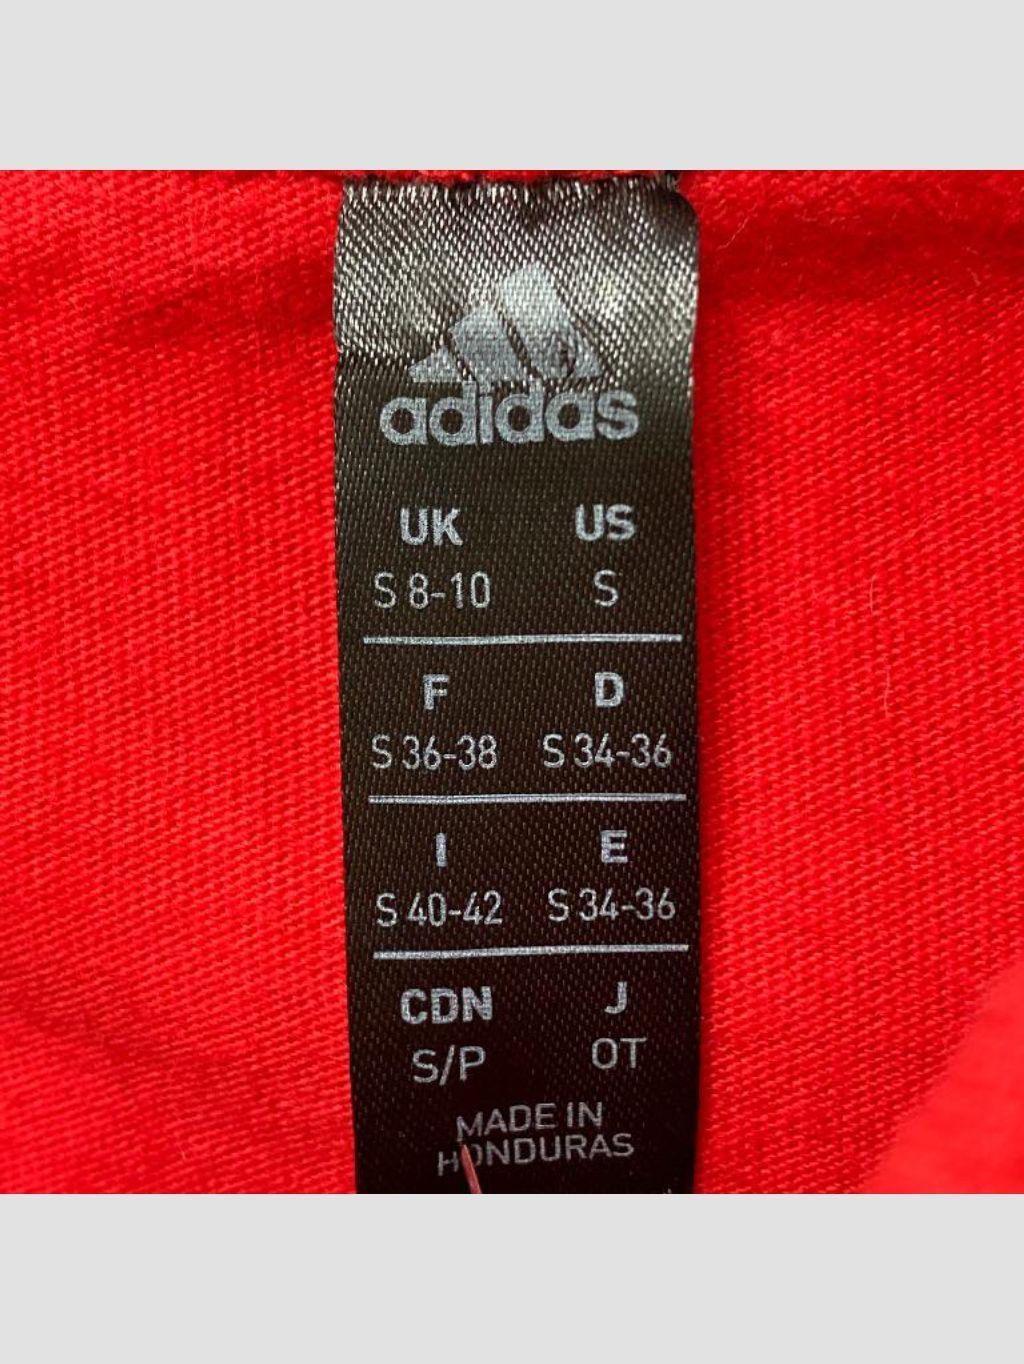 adidas
UK US
S 8-10 S
F D
S 36-38 S 34-36
I E
S 40-42 S 34-36
CDN J
S/P OT
MADE IN
HONDURAS